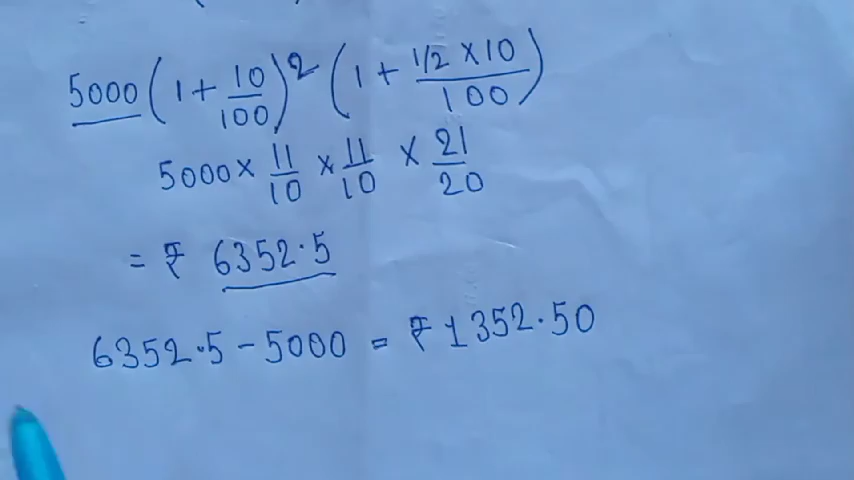 5000(1 + 10/100)² (1 + 1/2 × 10/100)
5000 × 11/10 × 11/10 × 21/20
= ₹ 6352.5
6352.5 - 5000 = ₹ 1352.50